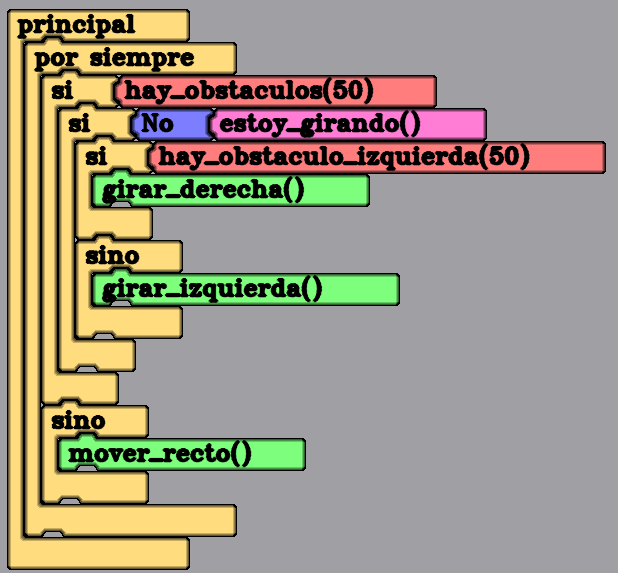 principal
por siempre
si hay_obstaculos(50)
si No estoy_girando()
si hay_obstaculo_izquierda(50)
girar_derecha()
sino
girar_izquierda()
sino
mover_recto()